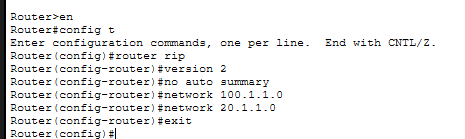 Router>en
Router#config t
Enter configuration commands, one per line.  End with CNTL/Z.
Router(config)#router rip
Router(config-router)#version 2
Router(config-router)#no auto summary
Router(config-router)#network 100.1.1.0
Router(config-router)#network 20.1.1.0
Router(config-router)#exit
Router(config)#